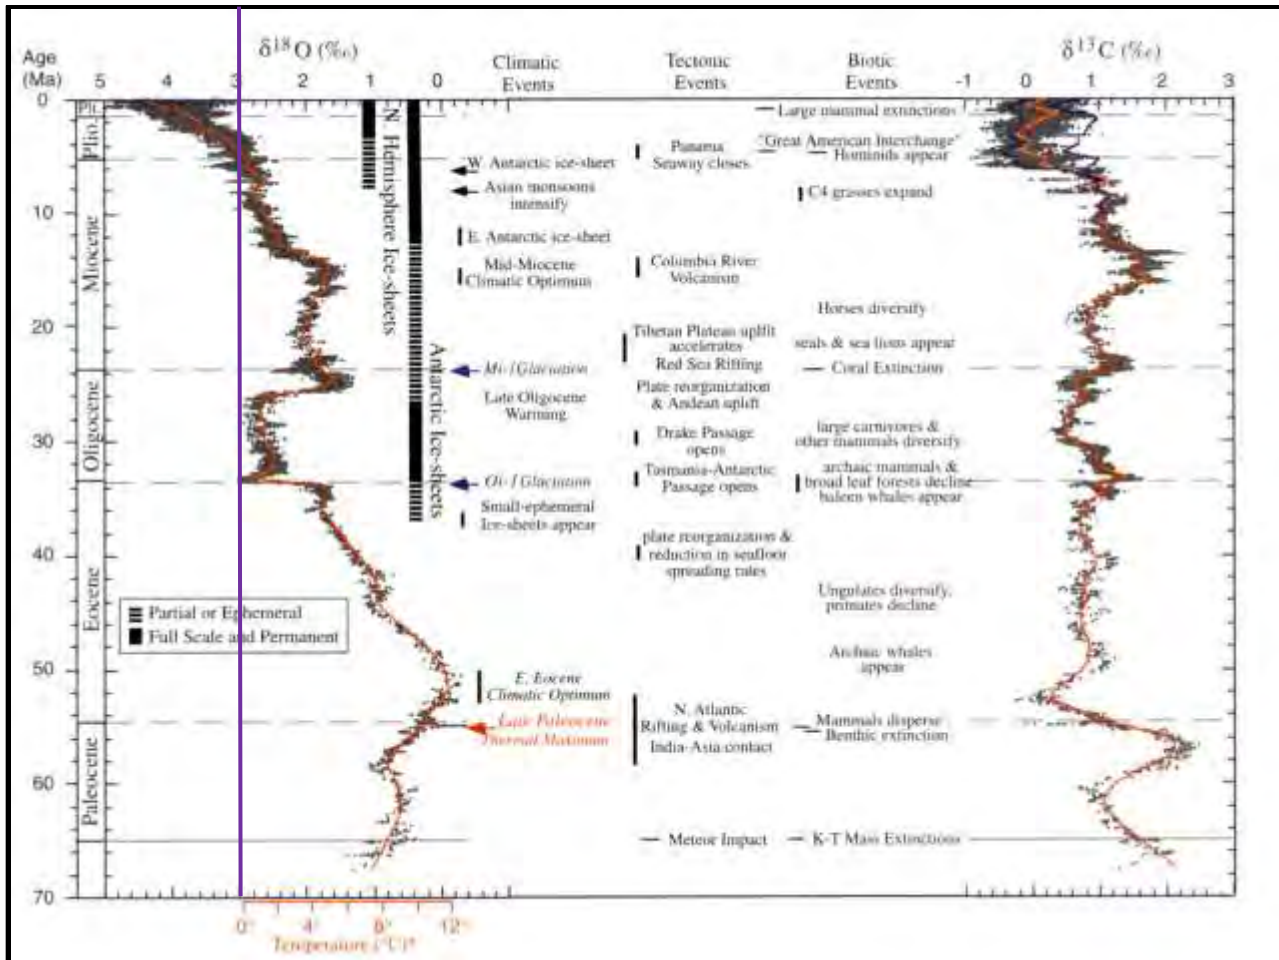 Age
(Ma)
δ18O (‰)
5 4 3 2 1 0
Climatic
Events
Tectonic
Events
Biotic
Events
δ13C (‰)
-1 0 1 2 3
0
10
20
30
40
50
60
70
Plt.
Plio.
Miocene
Oligocene
Eocene
Paleocene
N. Hemisphere Ice-sheets
Antarctic Ice-sheets
W. Antarctic ice-sheet
Asian monsoons
intensify
E. Antarctic ice-sheet
Mid-Miocene
Climatic Optimum
Mi-1 Glaciation
Late Oligocene
Warming
Oi-1 Glaciation
Small-ephemeral
Ice-sheets appear
E. Eocene
Climatic Optimum
Late Paleocene
Thermal Maximum
Panama
Seaway closes
Columbia River
Volcanism
Tibetan Plateau uplift
accelerates
Red Sea Rifting
Plate reorganization
& Andean uplift
Drake Passage
opens
Tasmania-Antarctic
Passage opens
plate reorganization &
reduction in seafloor
spreading rates
N. Atlantic
Rifting & Volcanism
India-Asia contact
Meteor Impact
Large mammal extinctions
"Great American Interchange"
Hominids appear
C4 grasses expand
Horses diversify
seals & sea lions appear
Coral Extinction
large carnivores &
other mammals diversify
archaic mammals &
broad leaf forests decline
baleen whales appear
Ungulates diversify,
primates decline
Archaic whales
appear
Mammals disperse
Benthic extinction
K-T Mass Extinctions
Partial or Ephemeral
Full Scale and Permanent
0° 4° 8° 12°
Temperature (°C)*